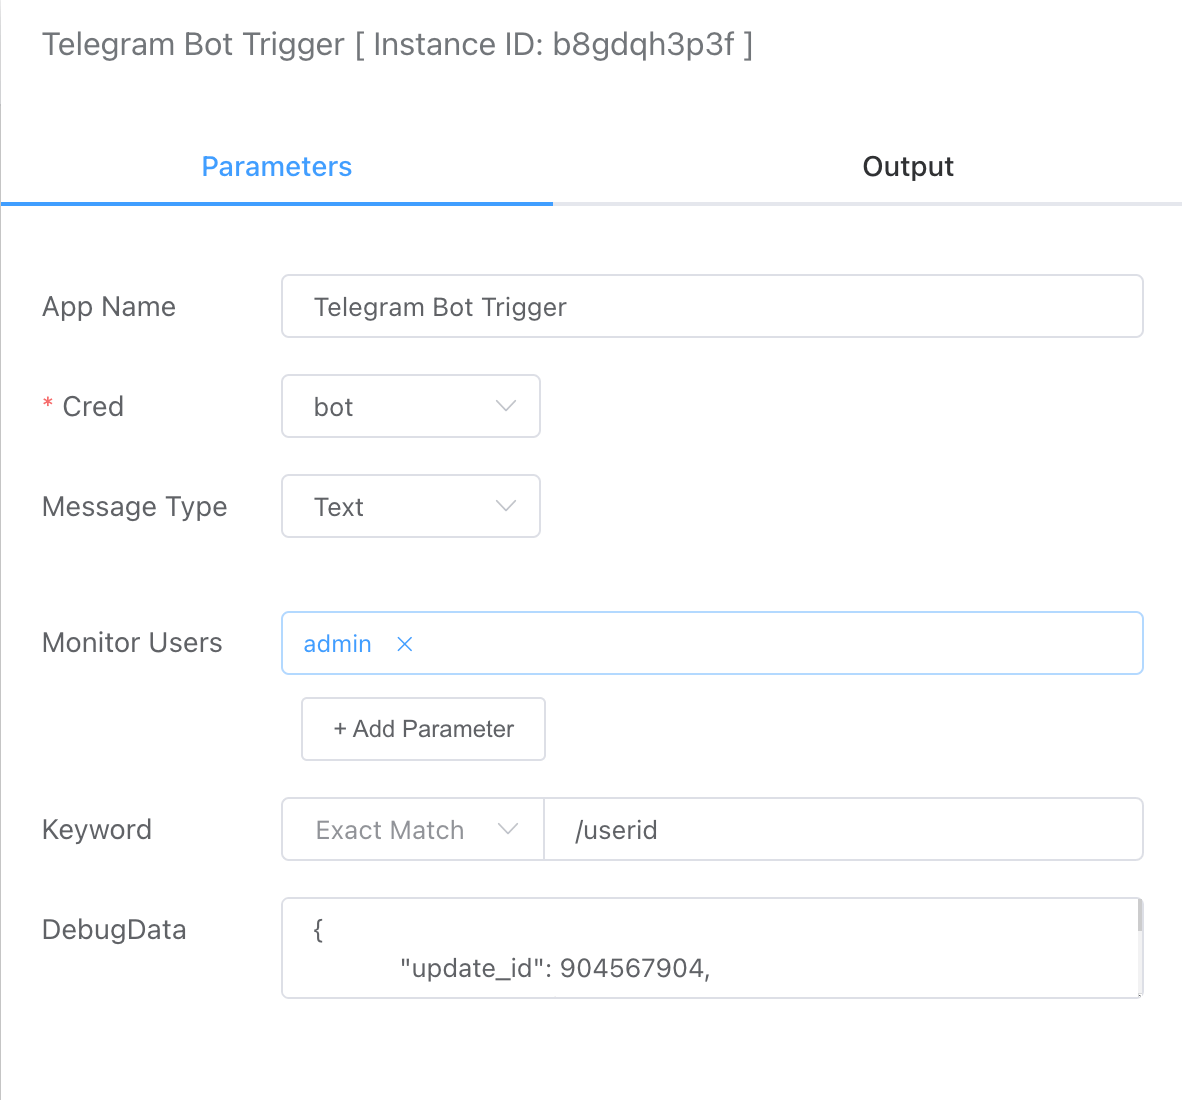 Telegram Bot Trigger [ Instance ID: b8gdqh3p3f ]
Parameters
Output
App Name
Telegram Bot Trigger
* Cred
bot
Message Type
Text
Monitor Users
admin ×
+ Add Parameter
Keyword
Exact Match
/userid
DebugData
{
"update_id": 904567904,